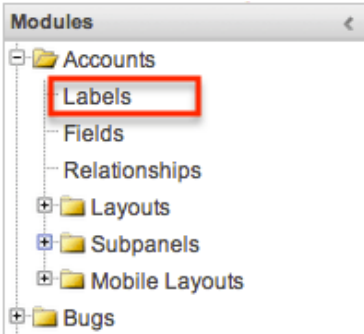 Modules
Accounts
Labels
Fields
Relationships
Layouts
Subpanels
Mobile Layouts
Bugs